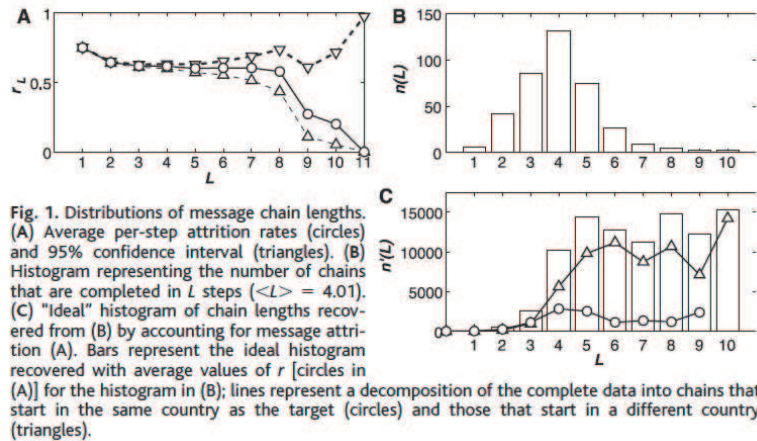 A
1
0.5
0
r_L
1 2 3 4 5 6 7 8 9 10 11
L
B
150
100
50
0
n(L)
1 2 3 4 5 6 7 8 9 10
C
15000
10000
5000
0
n'(L)
1 2 3 4 5 6 7 8 9 10
L
Fig. 1. Distributions of message chain lengths.
(A) Average per-step attrition rates (circles)
and 95% confidence interval (triangles). (B)
Histogram representing the number of chains
that are completed in L steps (<L> = 4.01).
(C) "Ideal" histogram of chain lengths recov-
ered from (B) by accounting for message attri-
tion (A). Bars represent the ideal histogram
recovered with average values of r [circles in
(A)] for the histogram in (B); lines represent a decomposition of the complete data into chains that
start in the same country as the target (circles) and those that start in a different country
(triangles).